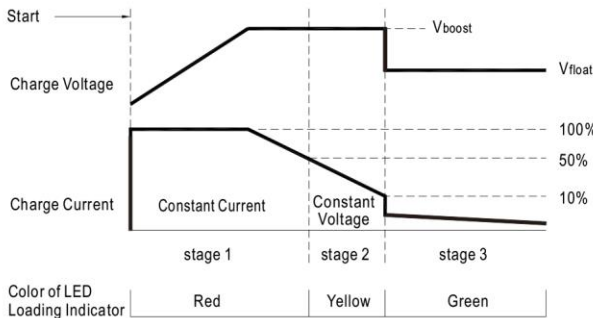 Start
Vboost
Charge Voltage
Vfloat
100%
50%
10%
Charge Current
Constant Current
Constant
Voltage
stage 1
stage 2
stage 3
Color of LED
Loading Indicator
Red
Yellow
Green